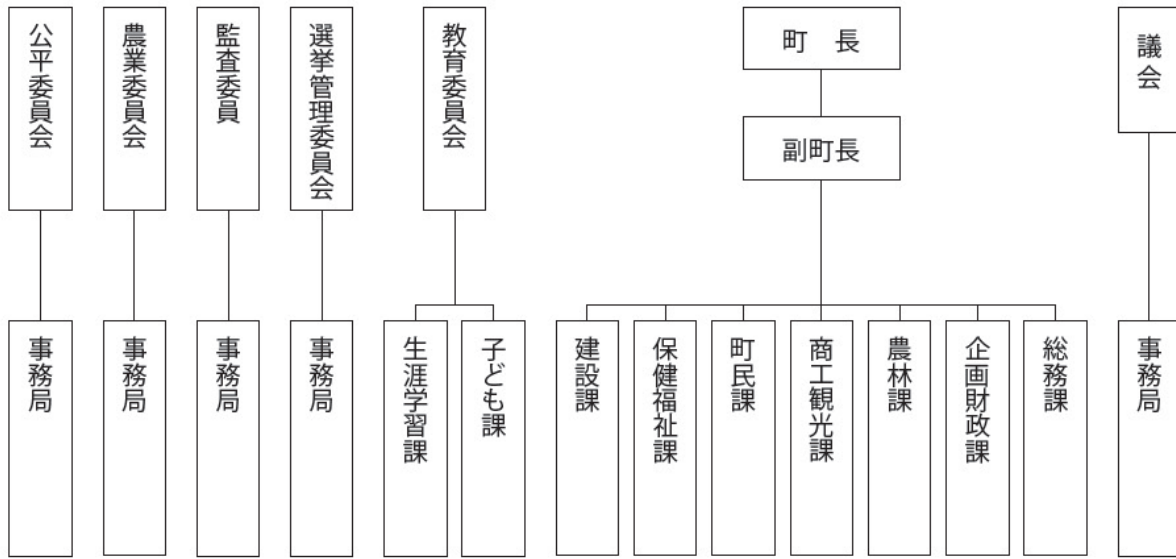 公平委員会
農業委員会
監査委員
選挙管理委員会
教育委員会
町　長
副町長
議会
事務局
事務局
事務局
事務局
生涯学習課
子ども課
建設課
保健福祉課
町民課
商工観光課
農林課
企画財政課
総務課
事務局